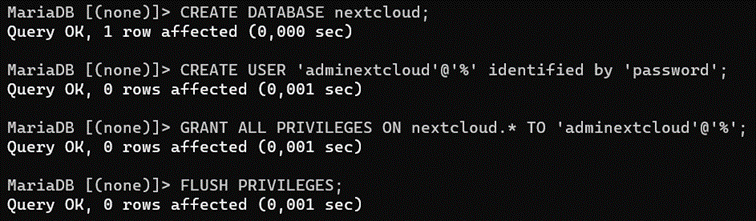 MariaDB [(none)]> CREATE DATABASE nextcloud;
Query OK, 1 row affected (0,000 sec)
MariaDB [(none)]> CREATE USER 'adminextcloud'@'%' identified by 'password';
Query OK, 0 rows affected (0,001 sec)
MariaDB [(none)]> GRANT ALL PRIVILEGES ON nextcloud.* TO 'adminextcloud'@'%';
Query OK, 0 rows affected (0,001 sec)
MariaDB [(none)]> FLUSH PRIVILEGES;
Query OK, 0 rows affected (0,001 sec)